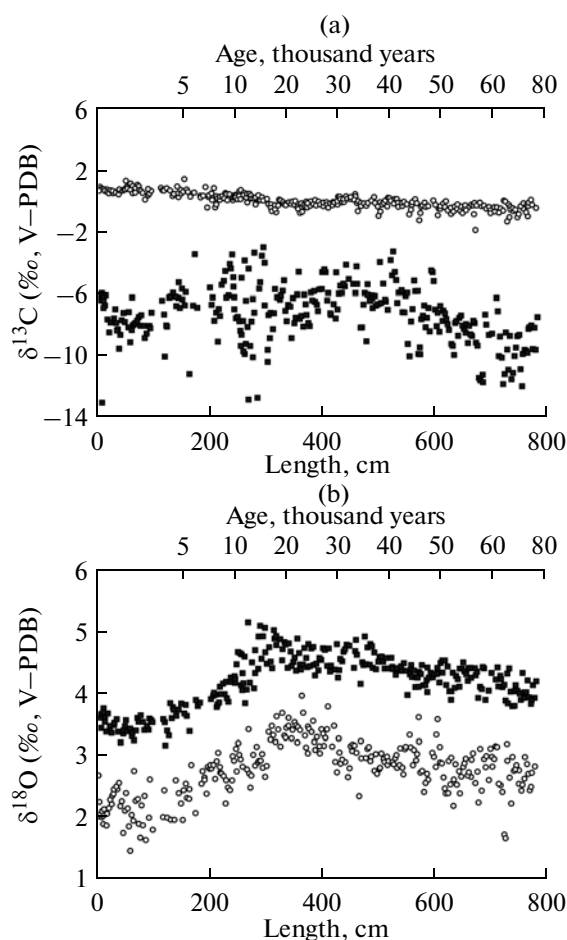 (a)
Age, thousand years
5 10 20 30 40 50 60 80
6
2
−2
−6
−10
−14
δ¹³C (‰, V−PDB)
0 200 400 600 800
Length, cm
(b)
Age, thousand years
5 10 20 30 40 50 60 80
6
5
4
3
2
1
δ¹⁸O (‰, V−PDB)
0 200 400 600 800
Length, cm